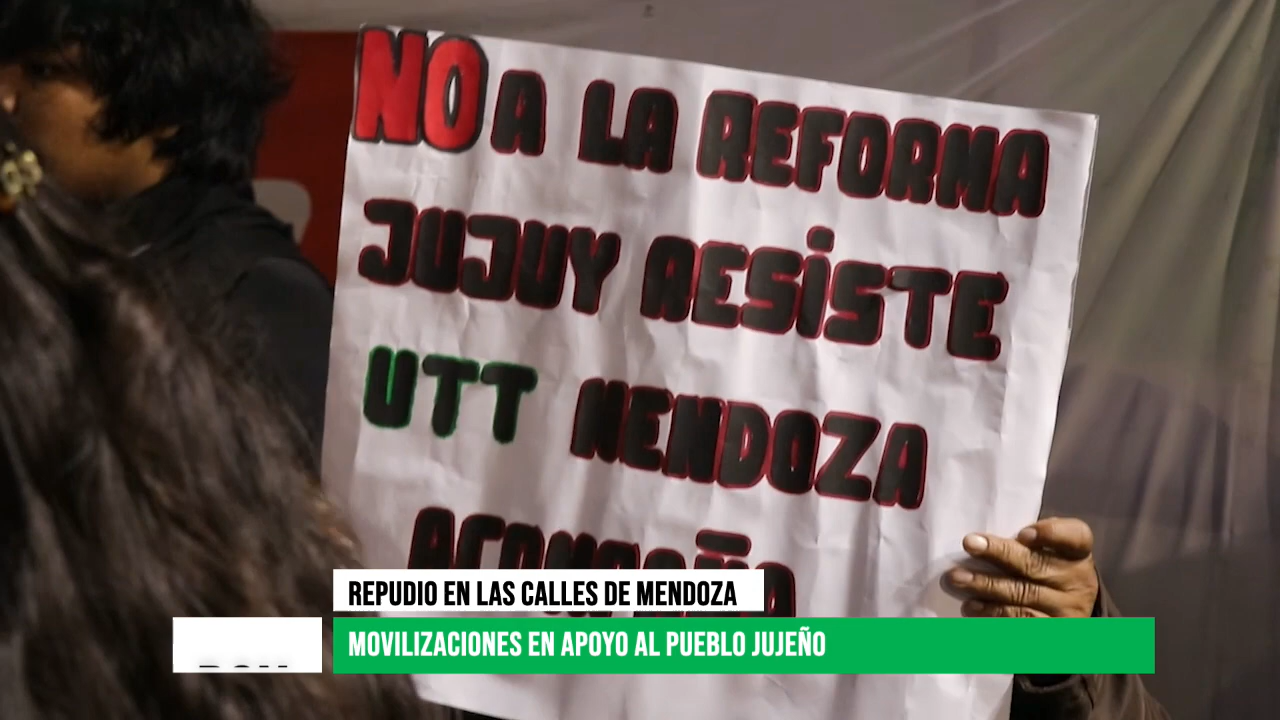 NO A LA REFORMA
JUJUY RESISTE
UTT MENDOZA
ACOMPAÑA
REPUDIO EN LAS CALLES DE MENDOZA
MOVILIZACIONES EN APOYO AL PUEBLO JUJEÑO